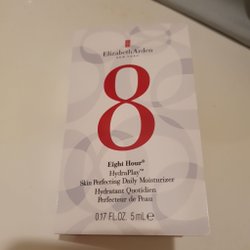 Elizabeth Arden
NEW YORK
8
Eight Hour®
HydraPlay™
Skin Perfecting Daily Moisturizer
Hydratant Quotidien
Perfecteur de Peau
0.17 FL.OZ. 5 mL ℮